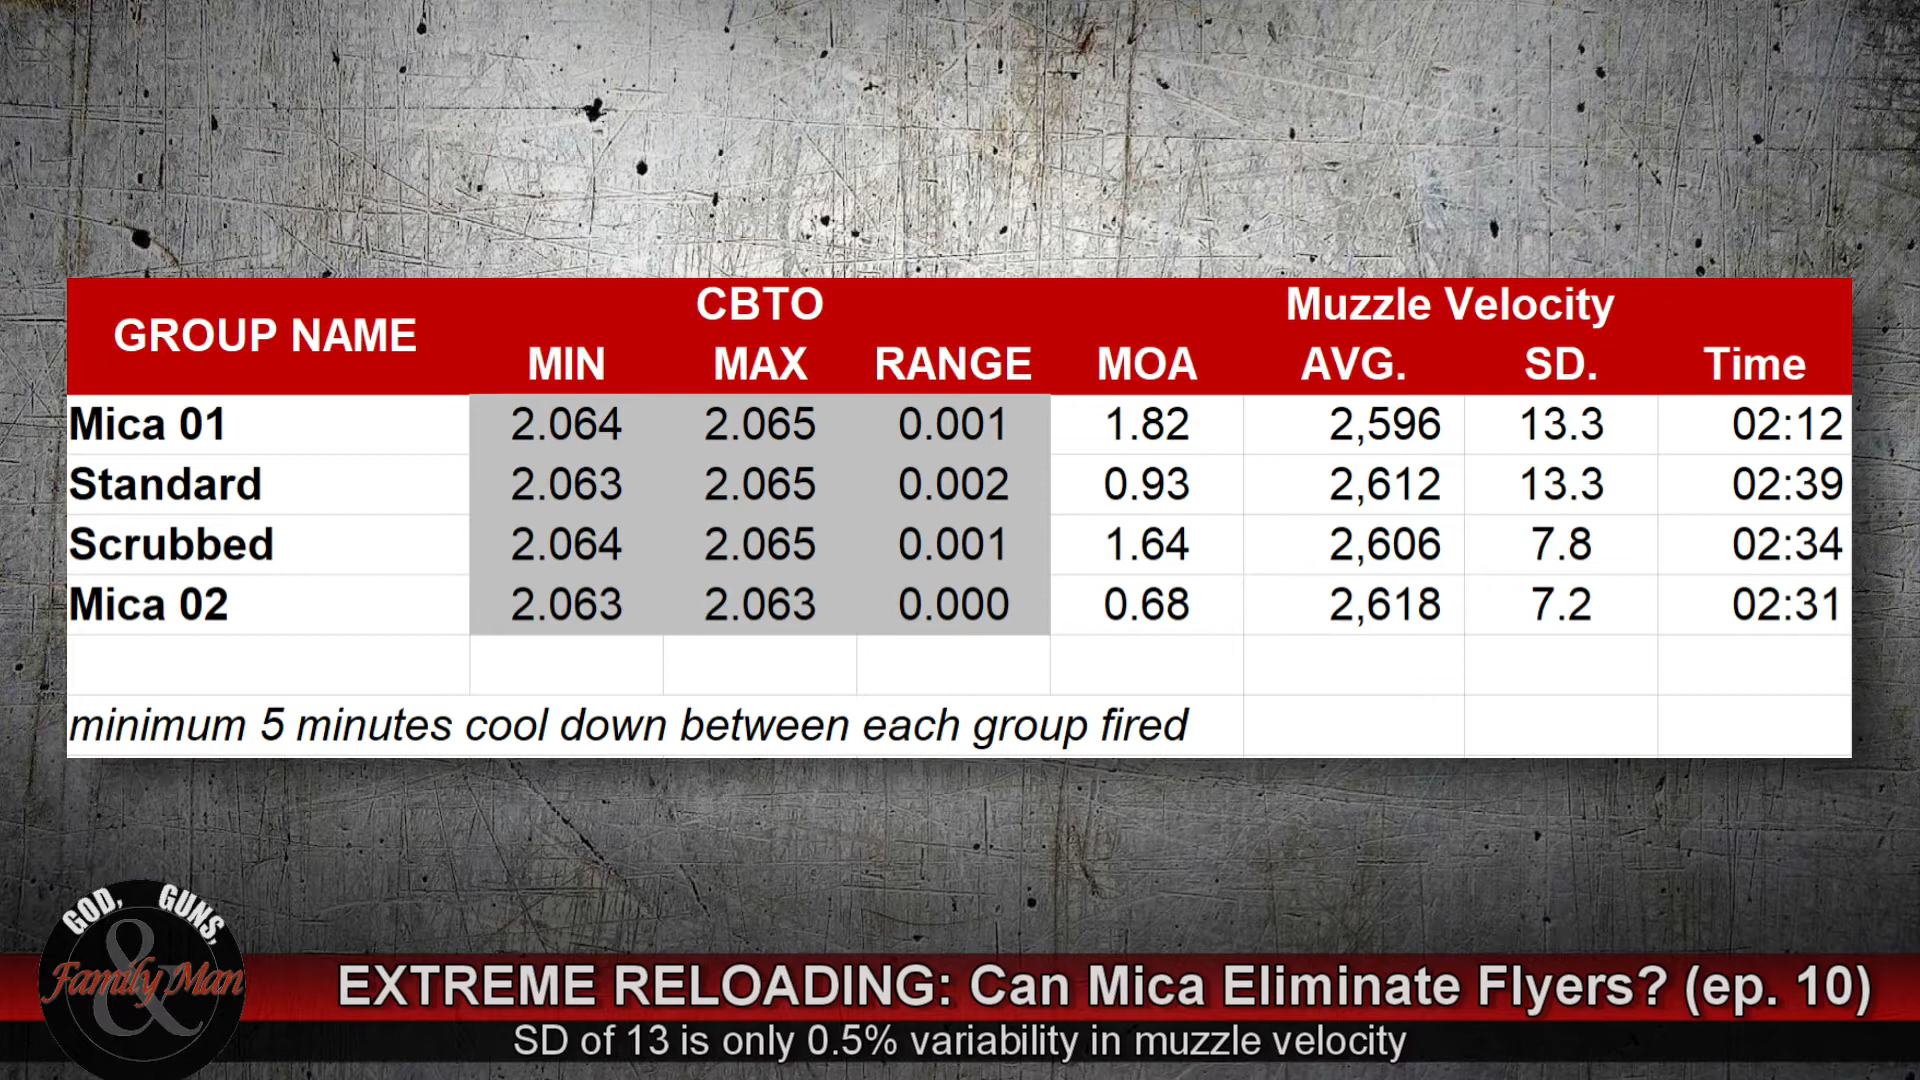 GROUP NAME CBTO Muzzle Velocity
MIN MAX RANGE MOA AVG. SD. Time
Mica 01 2.064 2.065 0.001 1.82 2,596 13.3 02:12
Standard 2.063 2.065 0.002 0.93 2,612 13.3 02:39
Scrubbed 2.064 2.065 0.001 1.64 2,606 7.8 02:34
Mica 02 2.063 2.063 0.000 0.68 2,618 7.2 02:31
minimum 5 minutes cool down between each group fired
GOD, GUNS,
&
Family Man
EXTREME RELOADING: Can Mica Eliminate Flyers? (ep. 10)
SD of 13 is only 0.5% variability in muzzle velocity